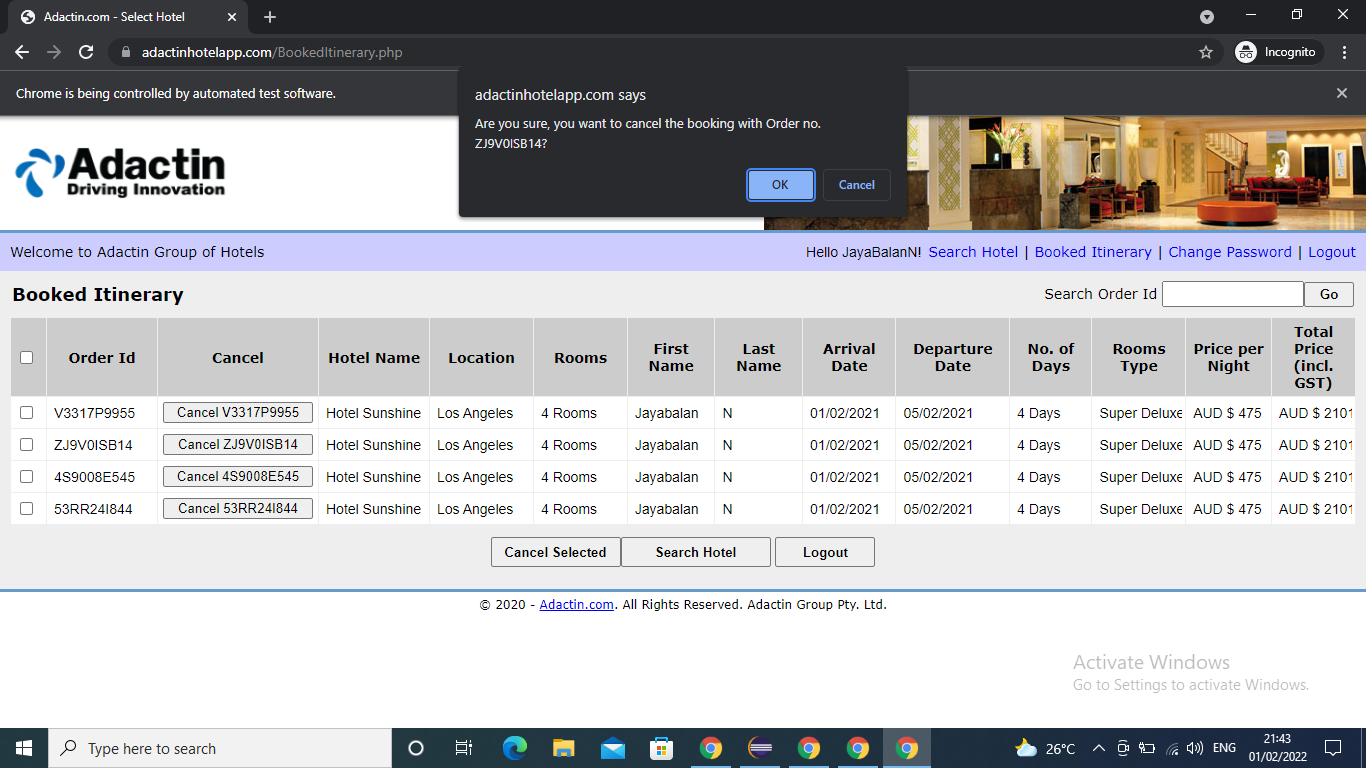 Adactin.com - Select Hotel
adactinhotelapp.com/BookedItinerary.php
Incognito
Chrome is being controlled by automated test software.
adactinhotelapp.com says
Are you sure, you want to cancel the booking with Order no.
ZJ9V0ISB14?
OK Cancel
Adactin
Driving Innovation
Welcome to Adactin Group of Hotels
Hello JayaBalanN! Search Hotel | Booked Itinerary | Change Password | Logout
Booked Itinerary
Search Order Id Go
Order Id Cancel Hotel Name Location Rooms First Name Last Name Arrival Date Departure Date No. of Days Rooms Type Price per Night Total Price (incl. GST)
V3317P9955 Cancel V3317P9955 Hotel Sunshine Los Angeles 4 Rooms Jayabalan N 01/02/2021 05/02/2021 4 Days Super Deluxe AUD $ 475 AUD $ 2101
ZJ9V0ISB14 Cancel ZJ9V0ISB14 Hotel Sunshine Los Angeles 4 Rooms Jayabalan N 01/02/2021 05/02/2021 4 Days Super Deluxe AUD $ 475 AUD $ 2101
4S9008E545 Cancel 4S9008E545 Hotel Sunshine Los Angeles 4 Rooms Jayabalan N 01/02/2021 05/02/2021 4 Days Super Deluxe AUD $ 475 AUD $ 2101
53RR24I844 Cancel 53RR24I844 Hotel Sunshine Los Angeles 4 Rooms Jayabalan N 01/02/2021 05/02/2021 4 Days Super Deluxe AUD $ 475 AUD $ 2101
Cancel Selected Search Hotel Logout
© 2020 - Adactin.com. All Rights Reserved. Adactin Group Pty. Ltd.
Activate Windows
Go to Settings to activate Windows.
Type here to search
26°C
ENG
21:43
01/02/2022